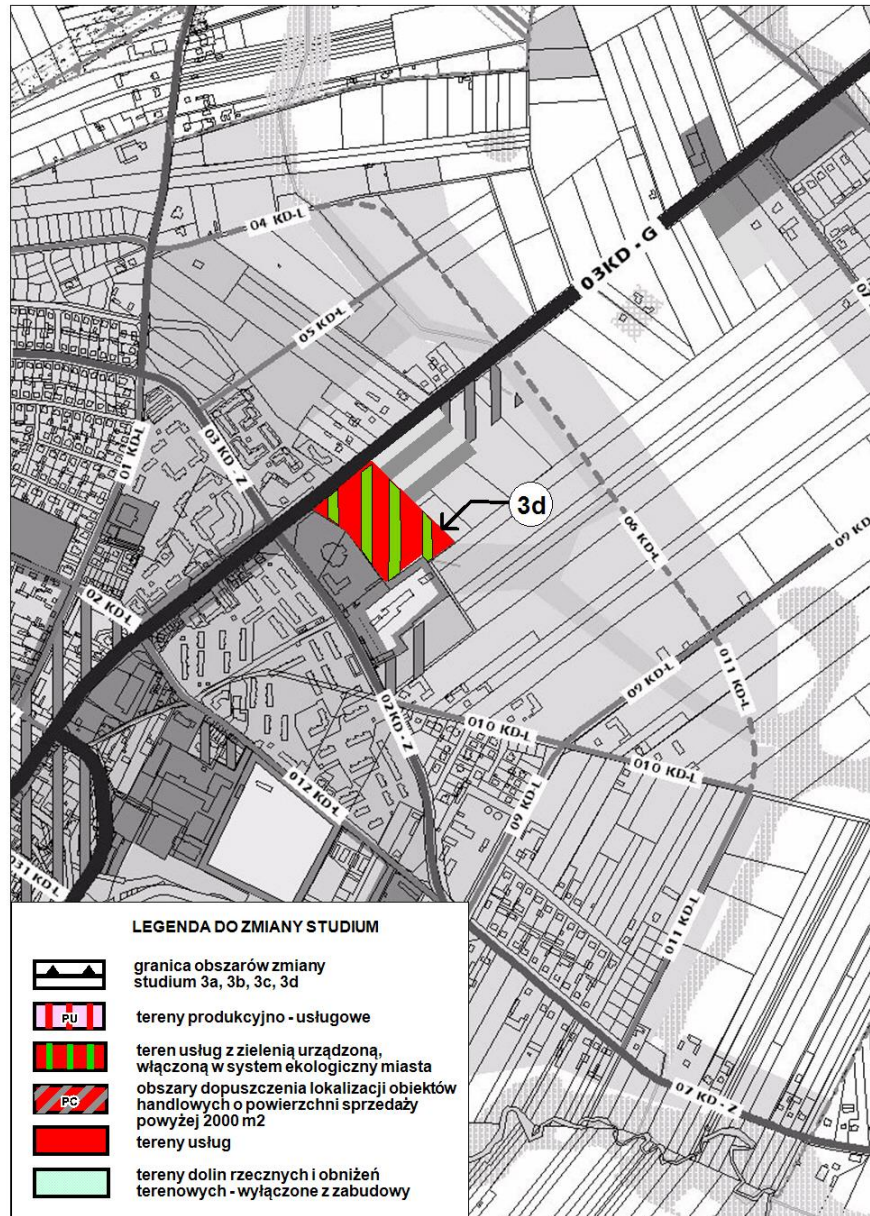 04 KD-L
03KD - G
05 KD-L
07
01 KD-L
03 KD - Z
3d
06 KD-L
09 KD-L
02 KD-L
09 KD-L
011 KD-L
010 KD-L
02 KD - Z
010 KD-L
012 KD-L
09 KD-L
031 KD-L
011 KD-L
07 KD - Z
LEGENDA DO ZMIANY STUDIUM
granica obszarów zmiany
studium 3a, 3b, 3c, 3d
PU
tereny produkcyjno - usługowe
teren usług z zielenią urządzoną,
włączoną w system ekologiczny miasta
PC
obszary dopuszczenia lokalizacji obiektów
handlowych o powierzchni sprzedaży
powyżej 2000 m2
tereny usług
tereny dolin rzecznych i obniżeń
terenowych - wyłączone z zabudowy